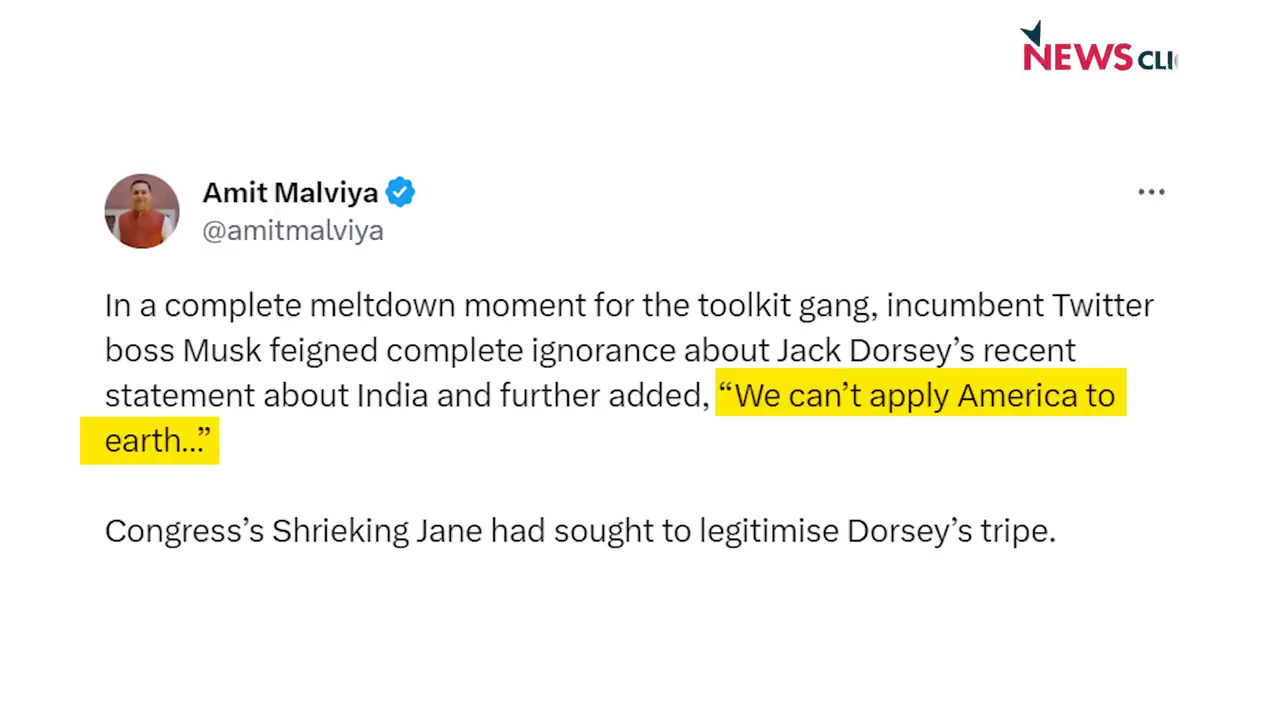 NEWS CLI
Amit Malviya
@amitmalviya
In a complete meltdown moment for the toolkit gang, incumbent Twitter
boss Musk feigned complete ignorance about Jack Dorsey’s recent
statement about India and further added, “We can’t apply America to
earth...”
Congress’s Shrieking Jane had sought to legitimise Dorsey’s tripe.